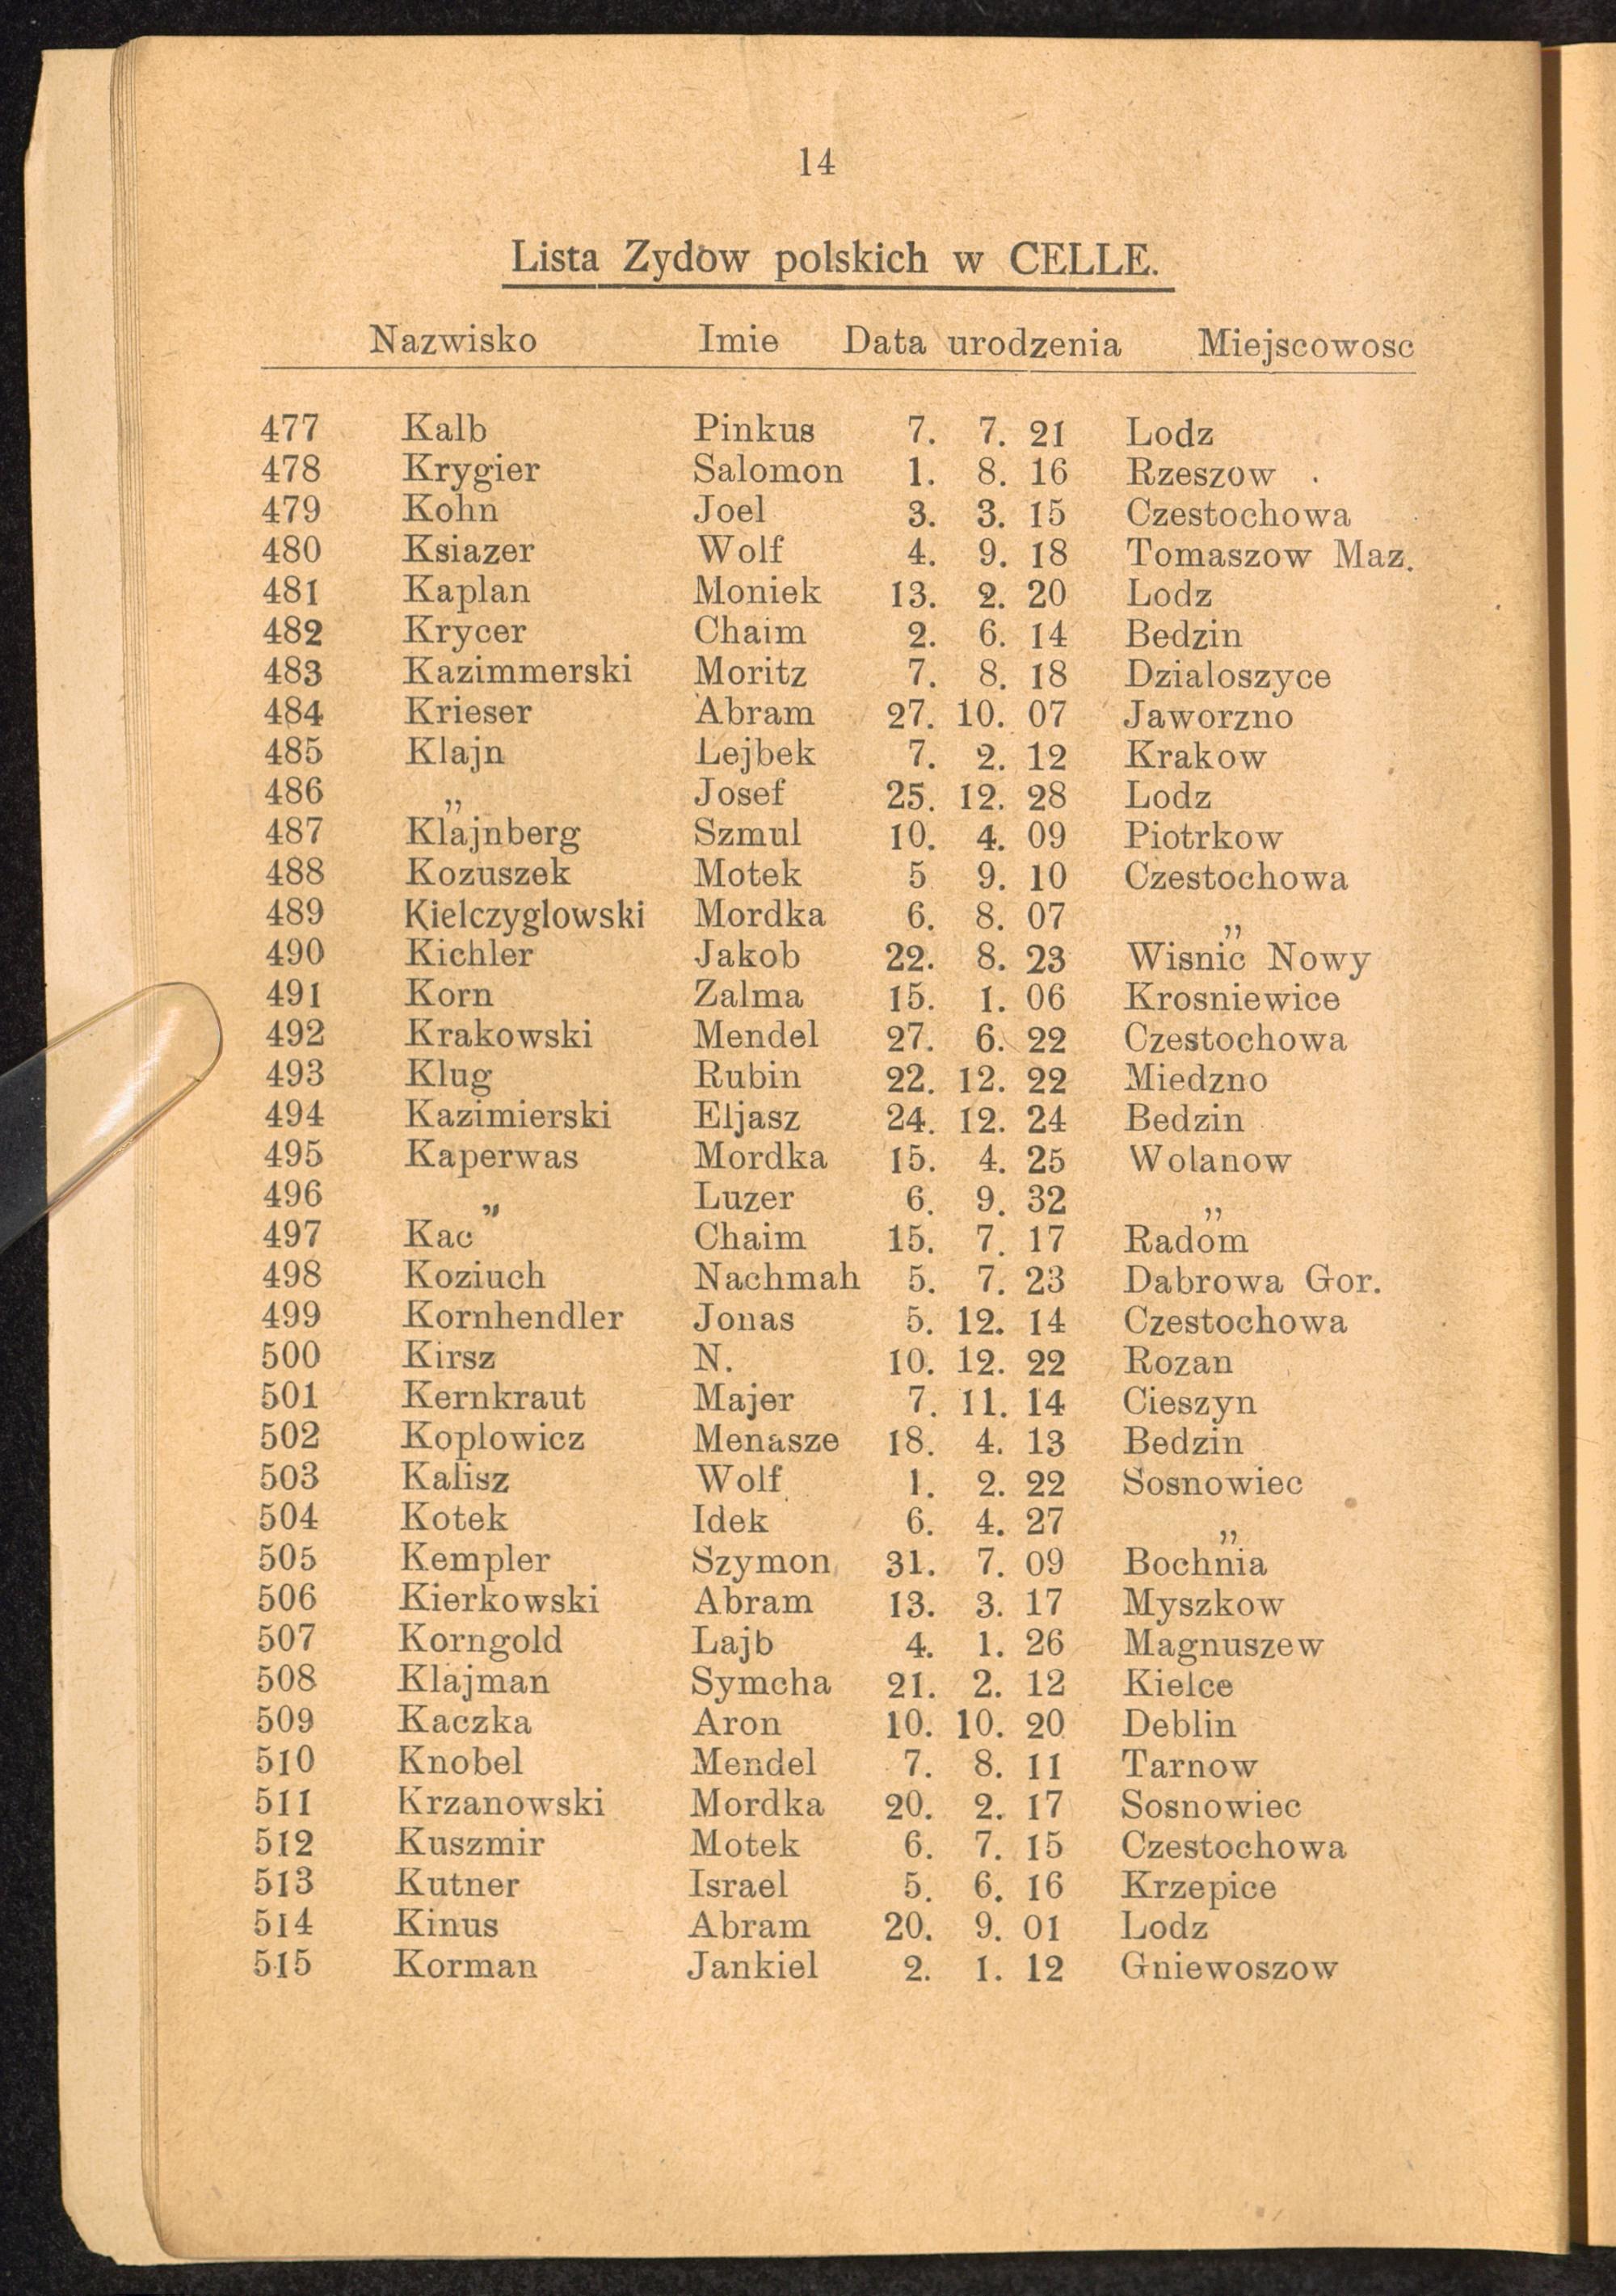 14
Lista Zydow polskich w CELLE.
Nazwisko Imie Data urodzenia Miejscowosc
477 Kalb Pinkus 7. 7. 21 Lodz
478 Krygier Salomon 1. 8. 16 Rzeszow
479 Kohn Joel 3. 3. 15 Czestochowa
480 Ksiazer Wolf 4. 9. 18 Tomaszow Maz.
481 Kaplan Moniek 13. 2. 20 Lodz
482 Krycer Chaim 2. 6. 14 Bedzin
483 Kazimmerski Moritz 7. 8. 18 Dzialoszyce
484 Krieser Abram 27. 10. 07 Jaworzno
485 Klajn Lejbek 7. 2. 12 Krakow
486 „ Josef 25. 12. 28 Lodz
487 Klajnberg Szmul 10. 4. 09 Piotrkow
488 Kozuszek Motek 5 9. 10 Czestochowa
489 Kielczyglowski Mordka 6. 8. 07 „
490 Kichler Jakob 22. 8. 23 Wisnic Nowy
491 Korn Zalma 15. 1. 06 Krosniewice
492 Krakowski Mendel 27. 6. 22 Czestochowa
493 Klug Rubin 22. 12. 22 Miedzno
494 Kazimierski Eljasz 24. 12. 24 Bedzin
495 Kaperwas Mordka 15. 4. 25 Wolanow
496 „ Luzer 6. 9. 32 „
497 Kac Chaim 15. 7. 17 Radom
498 Koziuch Nachmah 5. 7. 23 Dabrowa Gor.
499 Kornhendler Jonas 5. 12. 14 Czestochowa
500 Kirsz N. 10. 12. 22 Rozan
501 Kernkraut Majer 7. 11. 14 Cieszyn
502 Koplowicz Menasze 18. 4. 13 Bedzin
503 Kalisz Wolf 1. 2. 22 Sosnowiec
504 Kotek Idek 6. 4. 27 „
505 Kempler Szymon 31. 7. 09 Bochnia
506 Kierkowski Abram 13. 3. 17 Myszkow
507 Korngold Lajb 4. 1. 26 Magnuszew
508 Klajman Symcha 21. 2. 12 Kielce
509 Kaczka Aron 10. 10. 20 Deblin
510 Knobel Mendel 7. 8. 11 Tarnow
511 Krzanowski Mordka 20. 2. 17 Sosnowiec
512 Kuszmir Motek 6. 7. 15 Czestochowa
513 Kutner Israel 5. 6. 16 Krzepice
514 Kinus Abram 20. 9. 01 Lodz
515 Korman Jankiel 2. 1. 12 Gniewoszow